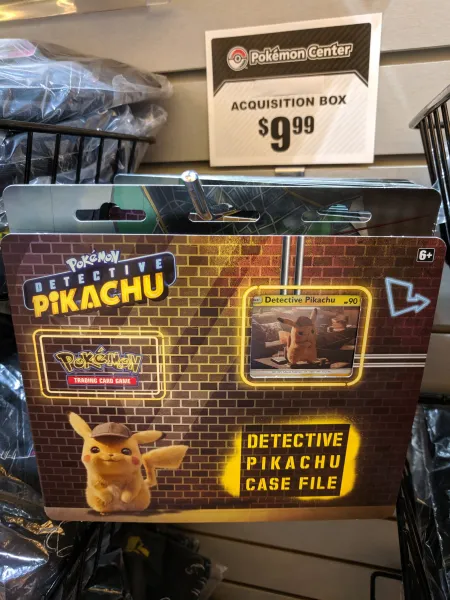 Pokémon Center
ACQUISITION BOX
$9.99
6+
Pokémon
DETECTIVE
PIKACHU
Detective Pikachu HP90
Pokémon
TRADING CARD GAME
DETECTIVE
PIKACHU
CASE FILE